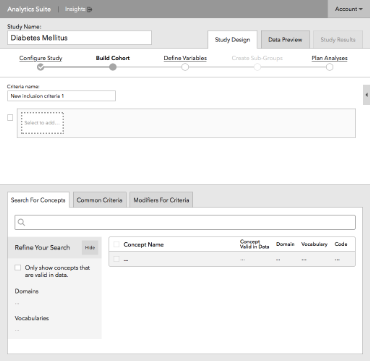 Analytics Suite Insights Account
Study Name:
Diabetes Mellitus
Study Design Data Preview Study Results
Configure Study Build Cohort Define Variables Create Sub-Groups Plan Analyses
Criteria name:
New inclusion criteria 1
Select to add...
Search For Concepts Common Criteria Modifiers For Criteria
Refine Your Search Hide
Only show concepts that
are valid in data.
Domains
...
Vocabularies
...
Concept Name Concept Valid in Data Domain Vocabulary Code
... ... ... ... ...